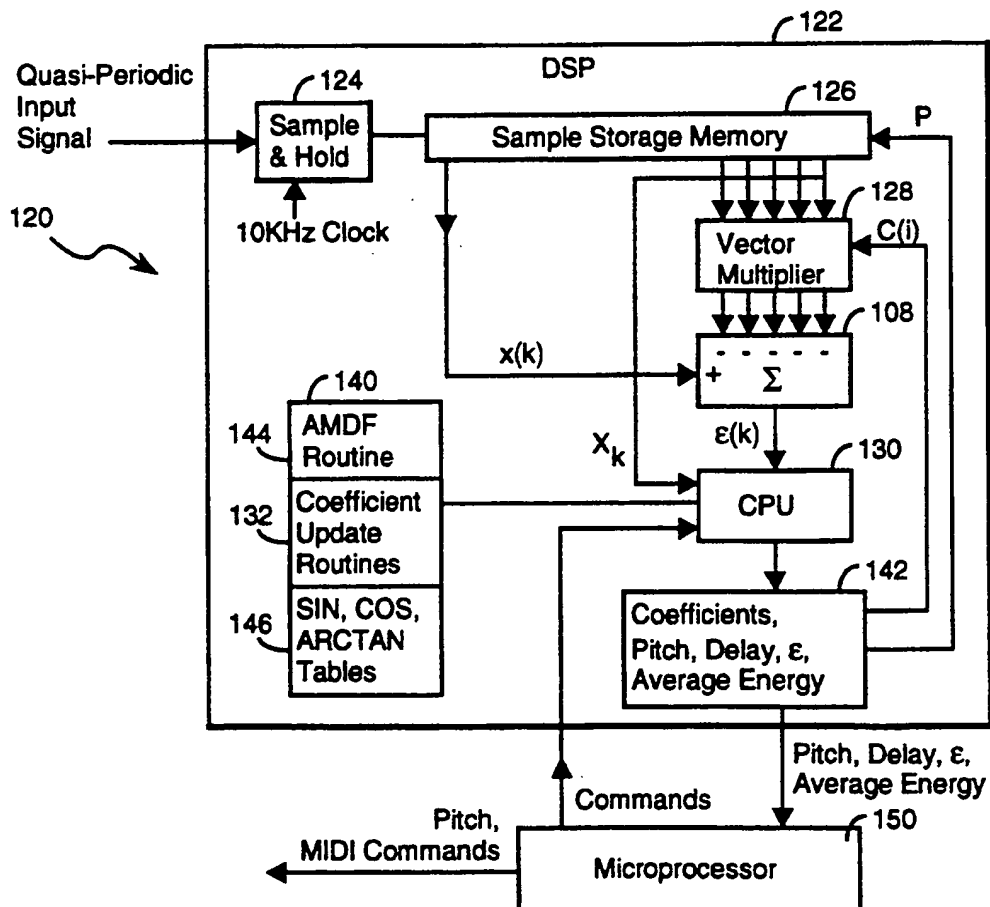 122
DSP
Quasi-Periodic
Input
Signal
124
Sample
& Hold
126
Sample Storage Memory
P
128
C(i)
10KHz Clock
120
Vector
Multiplier
108
- - - - -
+ Σ
x(k)
ε(k)
140
144
AMDF
Routine
X_k
130
CPU
132
Coefficient
Update
Routines
142
146
SIN, COS,
ARCTAN
Tables
Coefficients,
Pitch, Delay, ε,
Average Energy
Pitch, Delay, ε,
Average Energy
Commands
Pitch,
MIDI Commands
150
Microprocessor